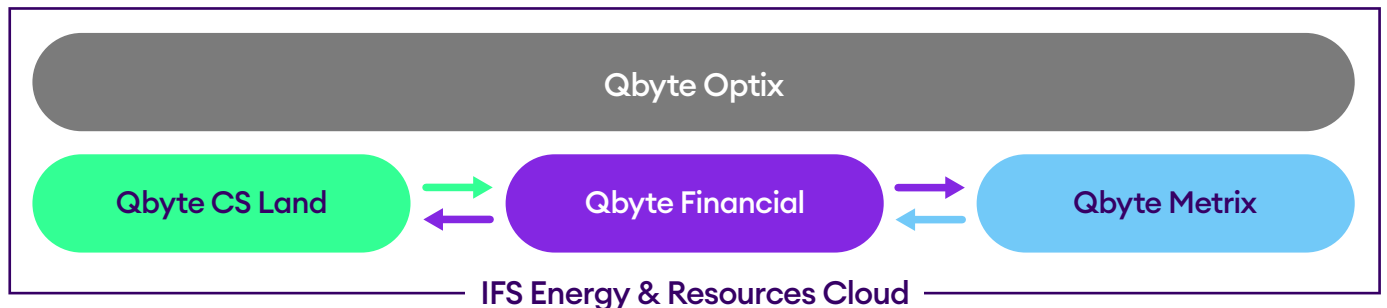 Qbyte Optix
Qbyte CS Land
Qbyte Financial
Qbyte Metrix
IFS Energy & Resources Cloud